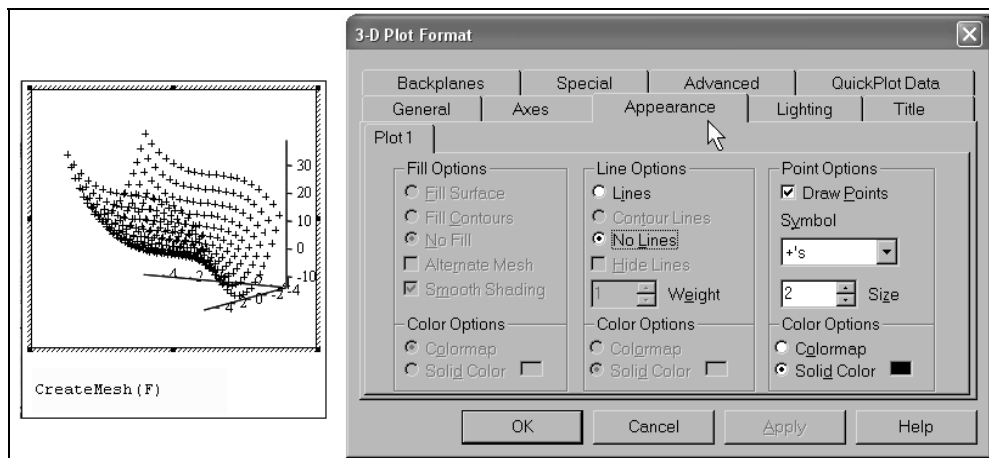 30
20
10
0
-10
4 2 -2 -4
-4 2 0
CreateMesh(F)
3-D Plot Format
Backplanes Special Advanced QuickPlot Data
General Axes Appearance Lighting Title
Plot 1
Fill Options
Fill Surface
Fill Contours
No Fill
Alternate Mesh
Smooth Shading
Color Options
Colormap
Solid Color
Line Options
Lines
Contour Lines
No Lines
Hide Lines
1 Weight
Color Options
Colormap
Solid Color
Point Options
Draw Points
Symbol
+'s
2 Size
Color Options
Colormap
Solid Color
OK Cancel Apply Help